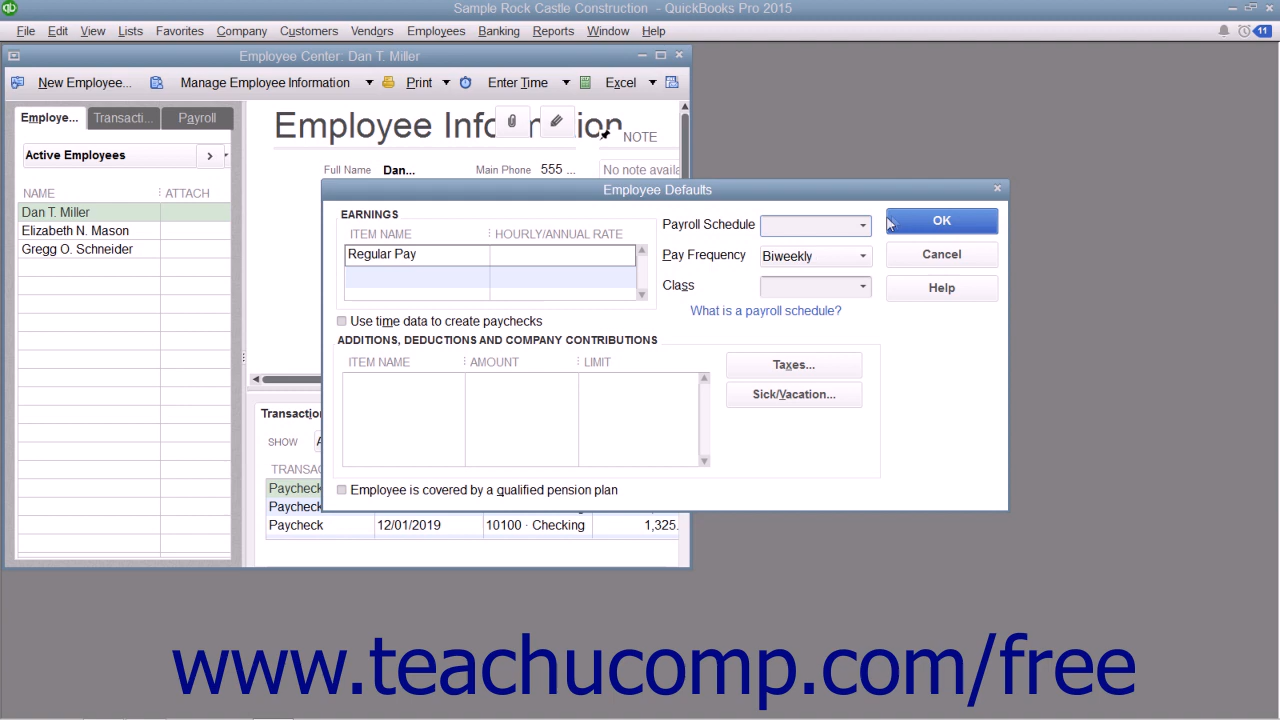 qb
Sample Rock Castle Construction - QuickBooks Pro 2015
File Edit View Lists Favorites Company Customers Vendors Employees Banking Reports Window Help 11
Employee Center: Dan T. Miller
New Employee... Manage Employee Information Print Enter Time Excel
Employe... Transacti... Payroll
Active Employees
NAME ATTACH
Dan T. Miller
Elizabeth N. Mason
Gregg O. Schneider
Employee
NOTE
Full Name Dan... Main Phone 555 ...
Employee Defaults
EARNINGS
ITEM NAME HOURLY/ANNUAL RATE
Regular Pay
Payroll Schedule
Pay Frequency Biweekly
Class
What is a payroll schedule?
OK
Cancel
Help
Use time data to create paychecks
ADDITIONS, DEDUCTIONS AND COMPANY CONTRIBUTIONS
ITEM NAME AMOUNT LIMIT
Taxes...
Sick/Vacation...
Employee is covered by a qualified pension plan
SHOW
Paycheck
Paycheck
Paycheck 12/01/2019 10100 · Checking 1,325.
www.teachucomp.com/free